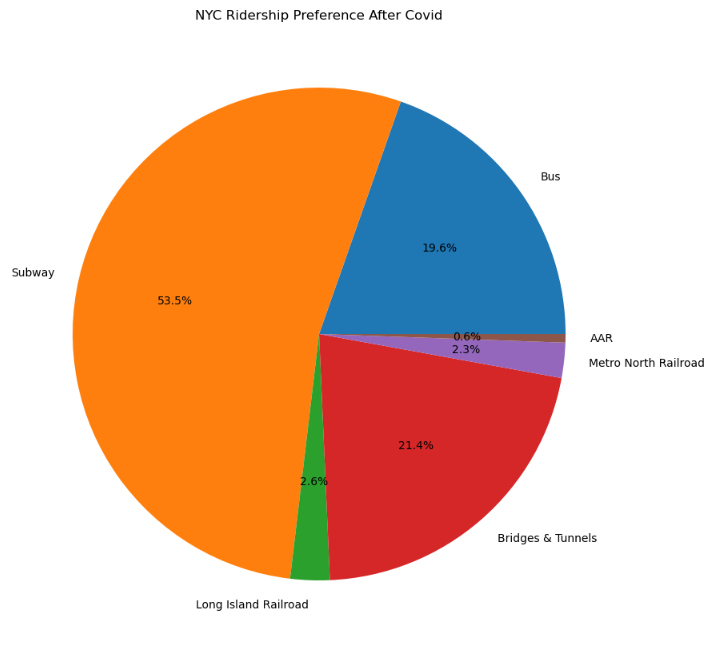 NYC Ridership Preference After Covid
Bus
19.6%
Subway
53.5%
0.6%
AAR
2.3%
Metro North Railroad
21.4%
2.6%
Bridges & Tunnels
Long Island Railroad